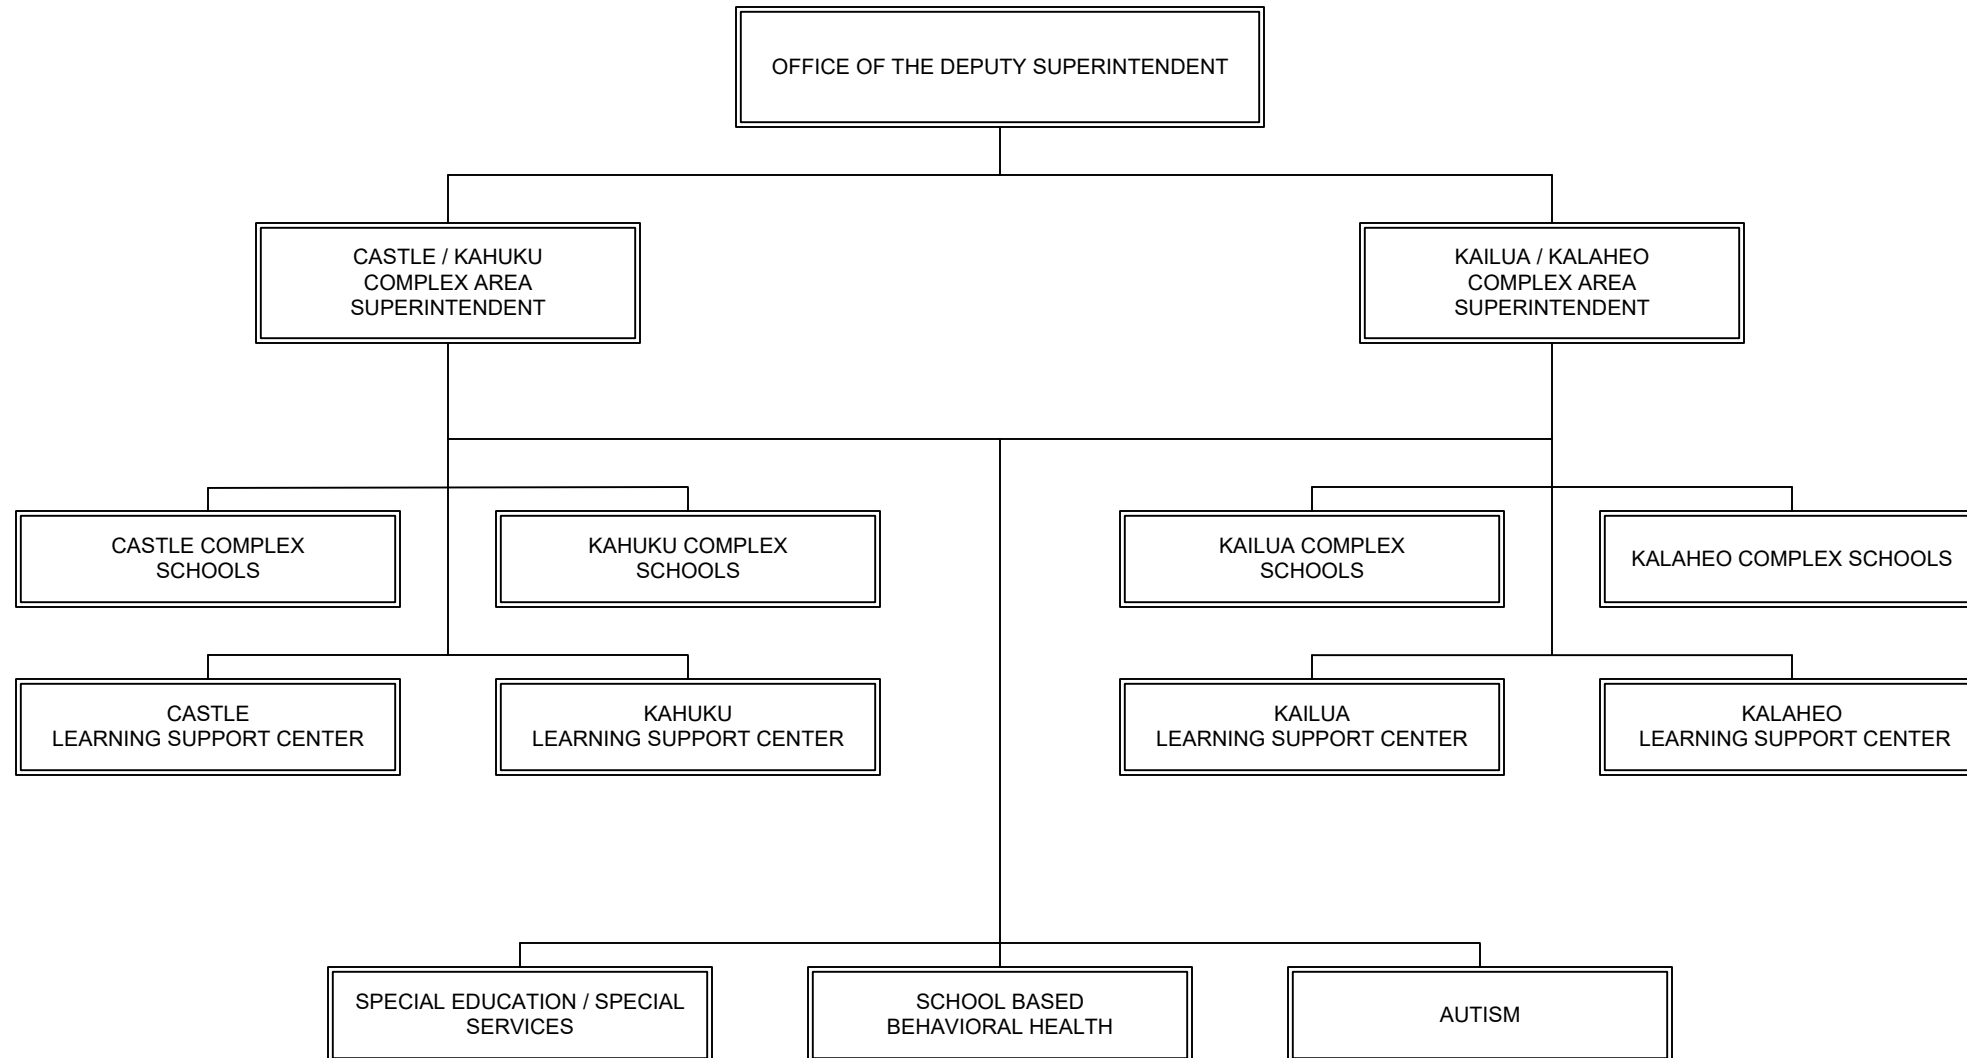 OFFICE OF THE DEPUTY SUPERINTENDENT
CASTLE / KAHUKU
COMPLEX AREA
SUPERINTENDENT
KAILUA / KALAHEO
COMPLEX AREA
SUPERINTENDENT
CASTLE COMPLEX
SCHOOLS
KAHUKU COMPLEX
SCHOOLS
KAILUA COMPLEX
SCHOOLS
KALAHEO COMPLEX SCHOOLS
CASTLE
LEARNING SUPPORT CENTER
KAHUKU
LEARNING SUPPORT CENTER
KAILUA
LEARNING SUPPORT CENTER
KALAHEO
LEARNING SUPPORT CENTER
SPECIAL EDUCATION / SPECIAL
SERVICES
SCHOOL BASED
BEHAVIORAL HEALTH
AUTISM